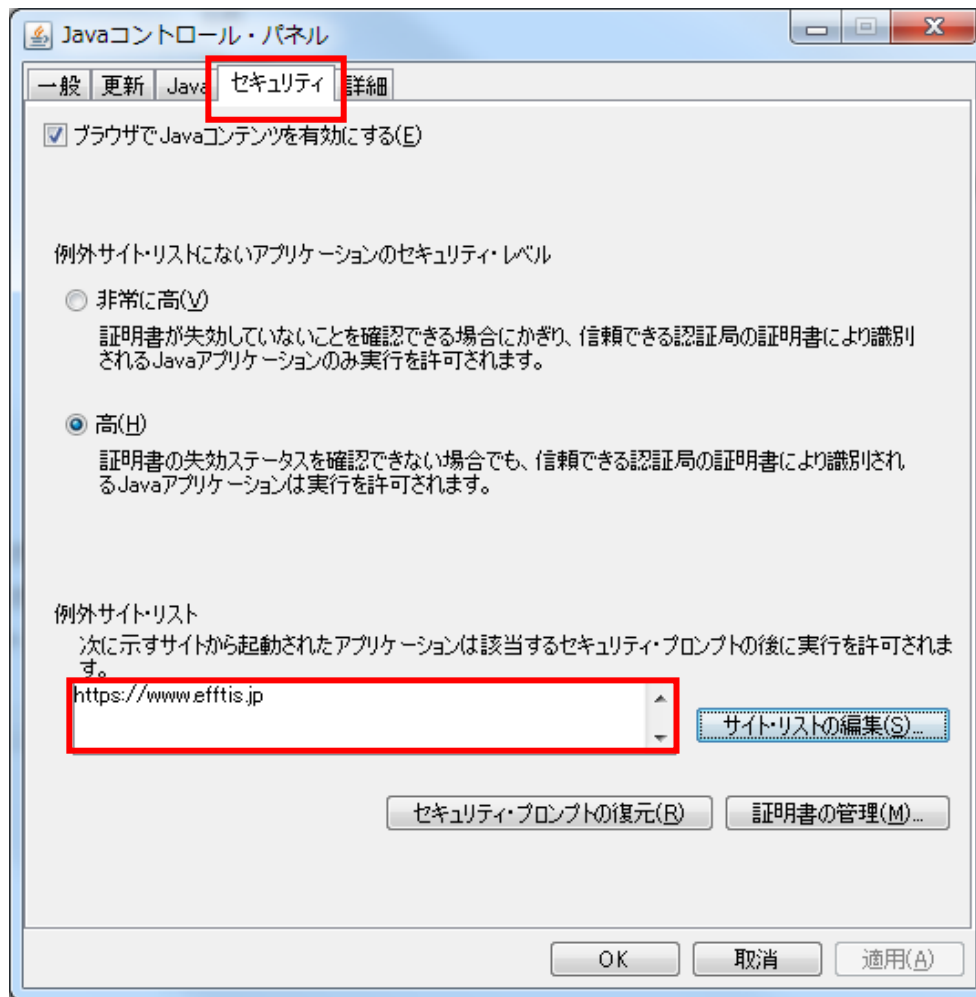 Javaコントロール・パネル
一般 更新 Java セキュリティ 詳細
ブラウザでJavaコンテンツを有効にする(E)
例外サイト・リストにないアプリケーションのセキュリティ・レベル
非常に高(V)
証明書が失効していないことを確認できる場合にかぎり、信頼できる認証局の証明書により識別
されるJavaアプリケーションのみ実行を許可されます。
高(H)
証明書の失効ステータスを確認できない場合でも、信頼できる認証局の証明書により識別され
るJavaアプリケーションは実行を許可されます。
例外サイト・リスト
次に示すサイトから起動されたアプリケーションは該当するセキュリティ・プロンプトの後に実行を許可されま
す。
https://www.efftis.jp
サイト・リストの編集(S)...
セキュリティ・プロンプトの復元(R) 証明書の管理(M)...
OK 取消 適用(A)